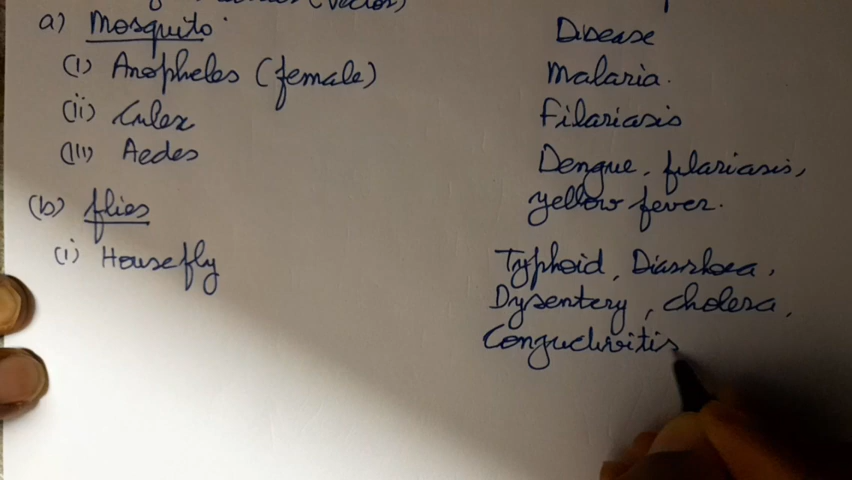 (vector)
a) Mosquito Disease
(i) Anopheles (female) Malaria.
(ii) Culex Filariasis
(iii) Aedes Dengue, filariasis,
yellow fever.
(b) flies
(i) Housefly Typhoid, Diarrhoea,
Dysentery, cholera,
Conjuctivitis